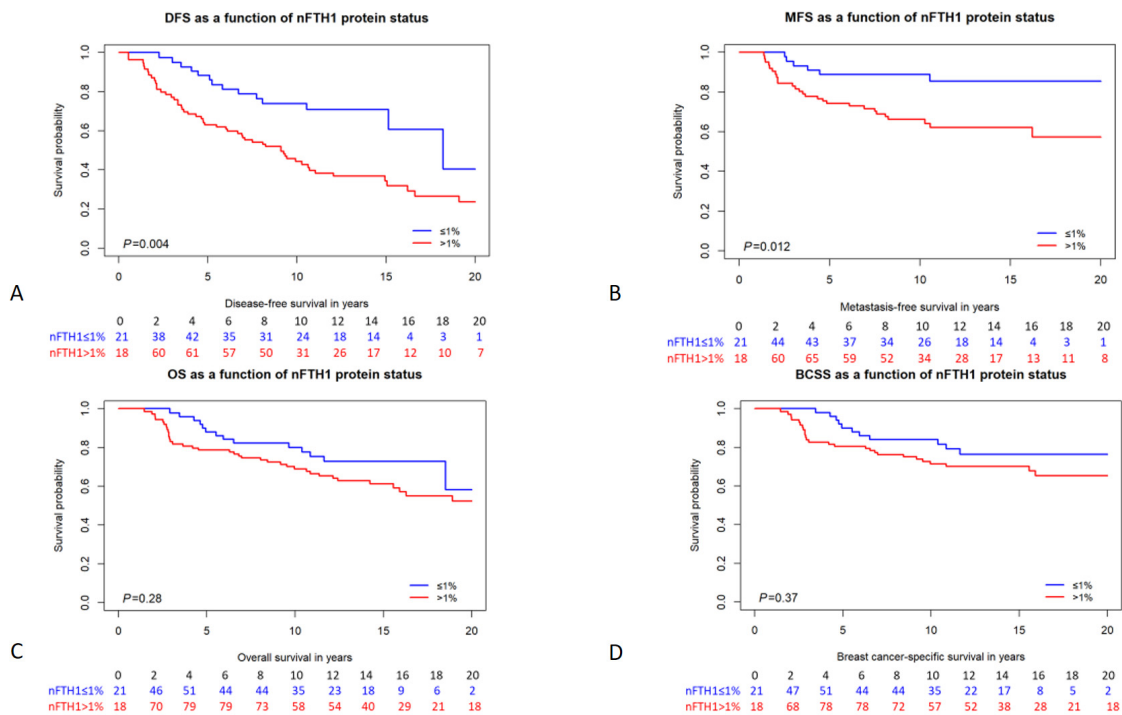 DFS as a function of nFTH1 protein status
Survival probability
1.0
0.8
0.6
0.4
0.2
0.0
P=0.004
≤1%
>1%
0 5 10 15 20
A
Disease-free survival in years
0 2 4 6 8 10 12 14 16 18 20
nFTH1≤1% 21 38 42 35 31 24 18 14 4 3 1
nFTH1>1% 18 60 61 57 50 31 26 17 12 10 7
MFS as a function of nFTH1 protein status
Survival probability
1.0
0.8
0.6
0.4
0.2
0.0
P=0.012
≤1%
>1%
0 5 10 15 20
B
Metastasis-free survival in years
0 2 4 6 8 10 12 14 16 18 20
nFTH1≤1% 21 44 43 37 34 26 18 14 4 3 1
nFTH1>1% 18 60 65 59 52 34 28 17 13 11 8
OS as a function of nFTH1 protein status
Survival probability
1.0
0.8
0.6
0.4
0.2
0.0
P=0.28
≤1%
>1%
0 5 10 15 20
C
Overall survival in years
0 2 4 6 8 10 12 14 16 18 20
nFTH1≤1% 21 46 51 44 44 35 23 18 9 6 2
nFTH1>1% 18 70 79 79 73 58 54 40 29 21 18
BCSS as a function of nFTH1 protein status
Survival probability
1.0
0.8
0.6
0.4
0.2
0.0
P=0.37
≤1%
>1%
0 5 10 15 20
D
Breast cancer-specific survival in years
0 2 4 6 8 10 12 14 16 18 20
nFTH1≤1% 21 47 51 44 44 35 22 17 8 5 2
nFTH1>1% 18 68 78 78 72 57 52 38 28 21 18